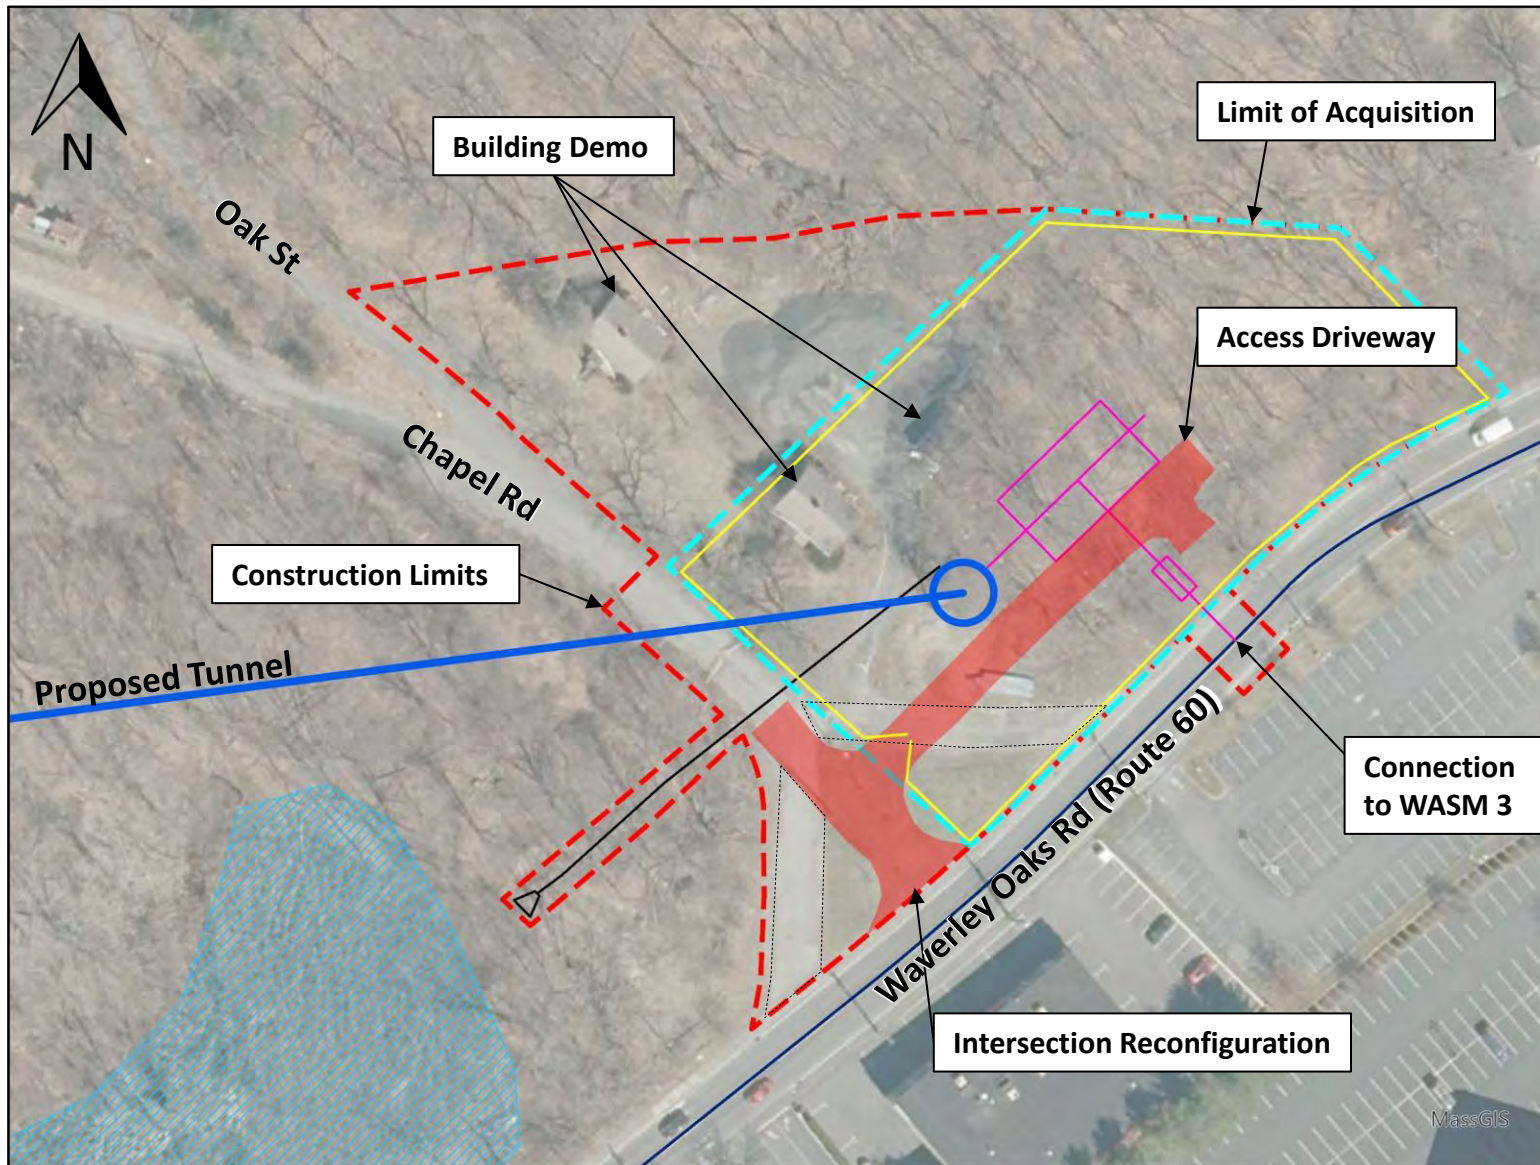 Limit of Acquisition
Building Demo
N
Oak St
Access Driveway
Chapel Rd
Construction Limits
Proposed Tunnel
Waverley Oaks Rd (Route 60)
Connection
to WASM 3
Intersection Reconfiguration
MassGIS